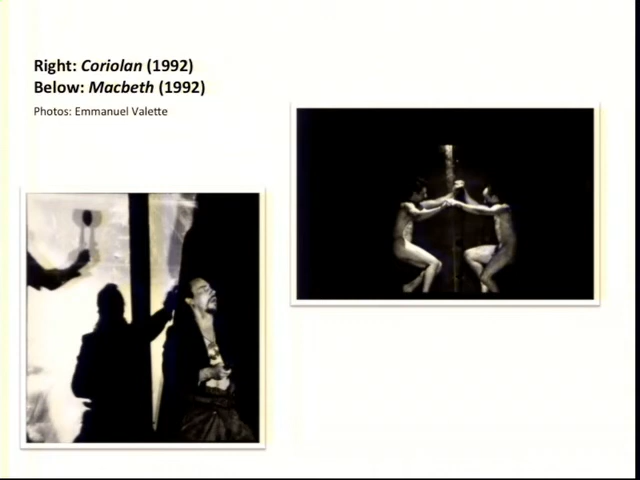 Right: Coriolan (1992)
Below: Macbeth (1992)
Photos: Emmanuel Valette